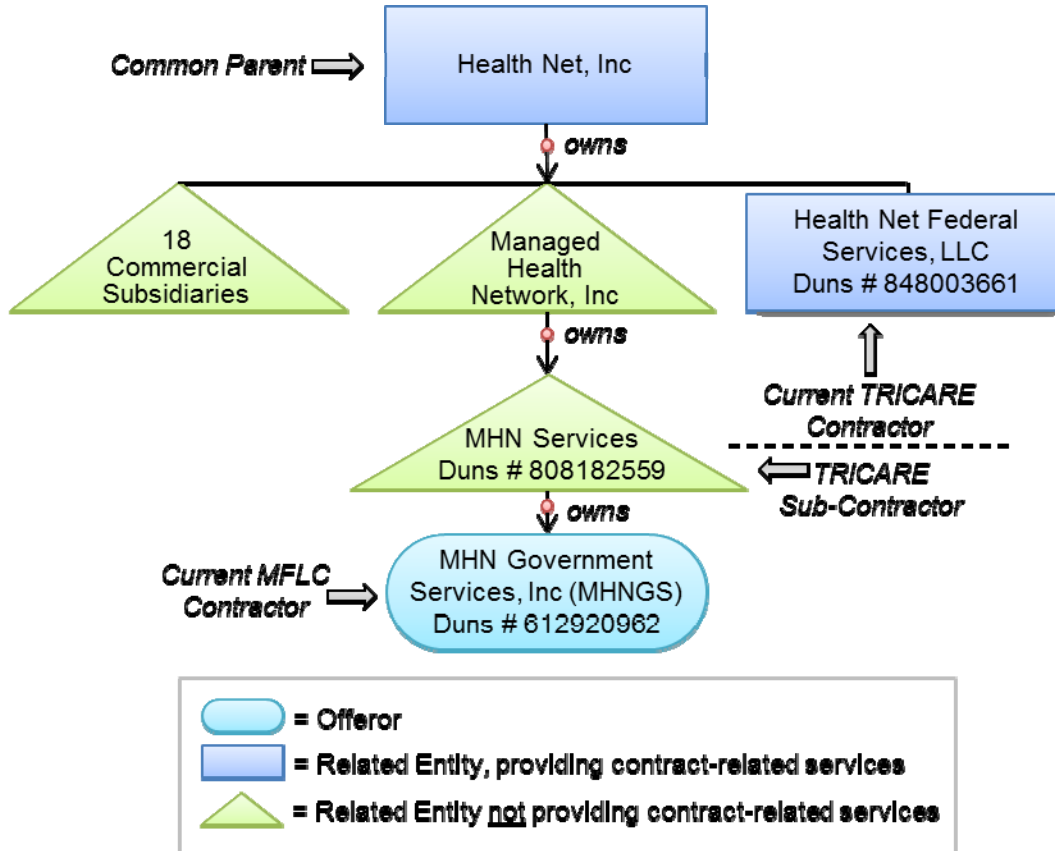 Common Parent
Health Net, Inc
owns
18
Commercial
Subsidiaries
Managed
Health
Network, Inc
Health Net Federal
Services, LLC
Duns # 848003661
owns
Current TRICARE
Contractor
MHN Services
Duns # 808182559
TRICARE
Sub-Contractor
owns
Current MFLC
Contractor
MHN Government
Services, Inc (MHNGS)
Duns # 612920962
= Offeror
= Related Entity, providing contract-related services
= Related Entity not providing contract-related services